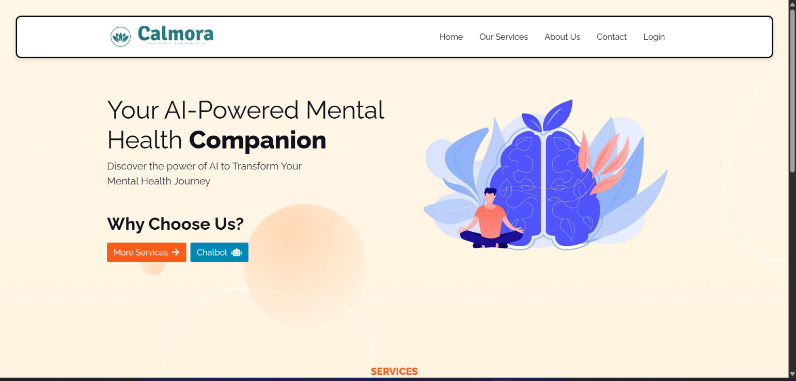 Calmora
Home Our Services About Us Contact Login
Your AI-Powered Mental
Health Companion
Discover the power of AI to Transform Your
Mental Health Journey
Why Choose Us?
More Services
Chatbot
SERVICES